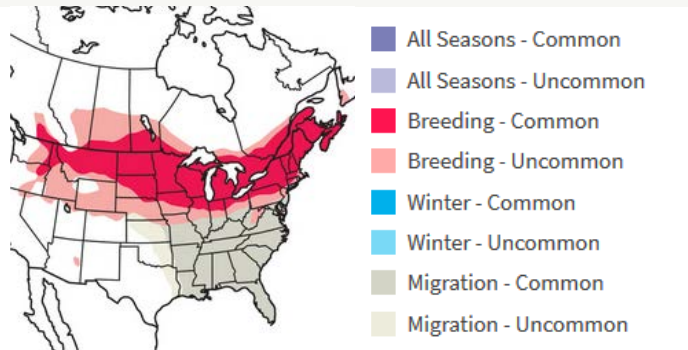 All Seasons - Common
All Seasons - Uncommon
Breeding - Common
Breeding - Uncommon
Winter - Common
Winter - Uncommon
Migration - Common
Migration - Uncommon